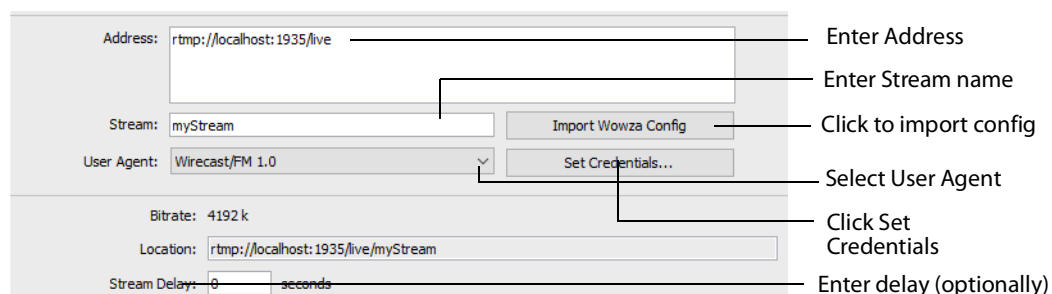 Address: rtmp://localhost:1935/live Enter Address
Enter Stream name
Stream: myStream Import Wowza Config Click to import config
User Agent: Wirecast/FM 1.0 Set Credentials...
Select User Agent
Bitrate: 4192 k Click Set
Credentials
Location: rtmp://localhost:1935/live/myStream
Stream Delay: 0 seconds Enter delay (optionally)